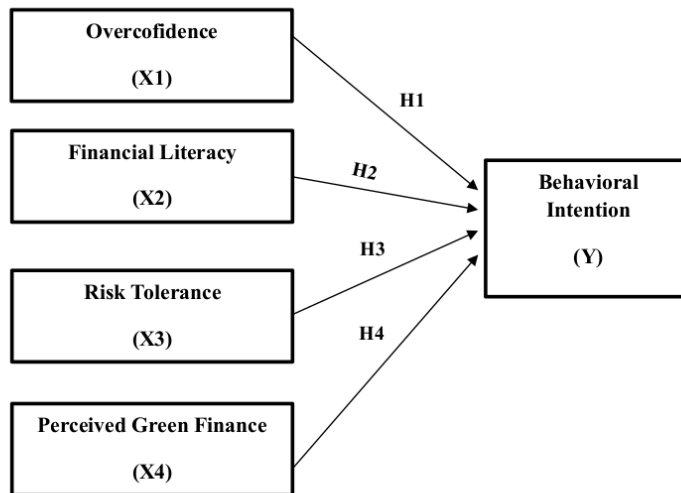 Overcofidence
(X1)
H1
Financial Literacy
(X2)
H2
Behavioral
Intention
(Y)
Risk Tolerance
(X3)
H3
H4
Perceived Green Finance
(X4)